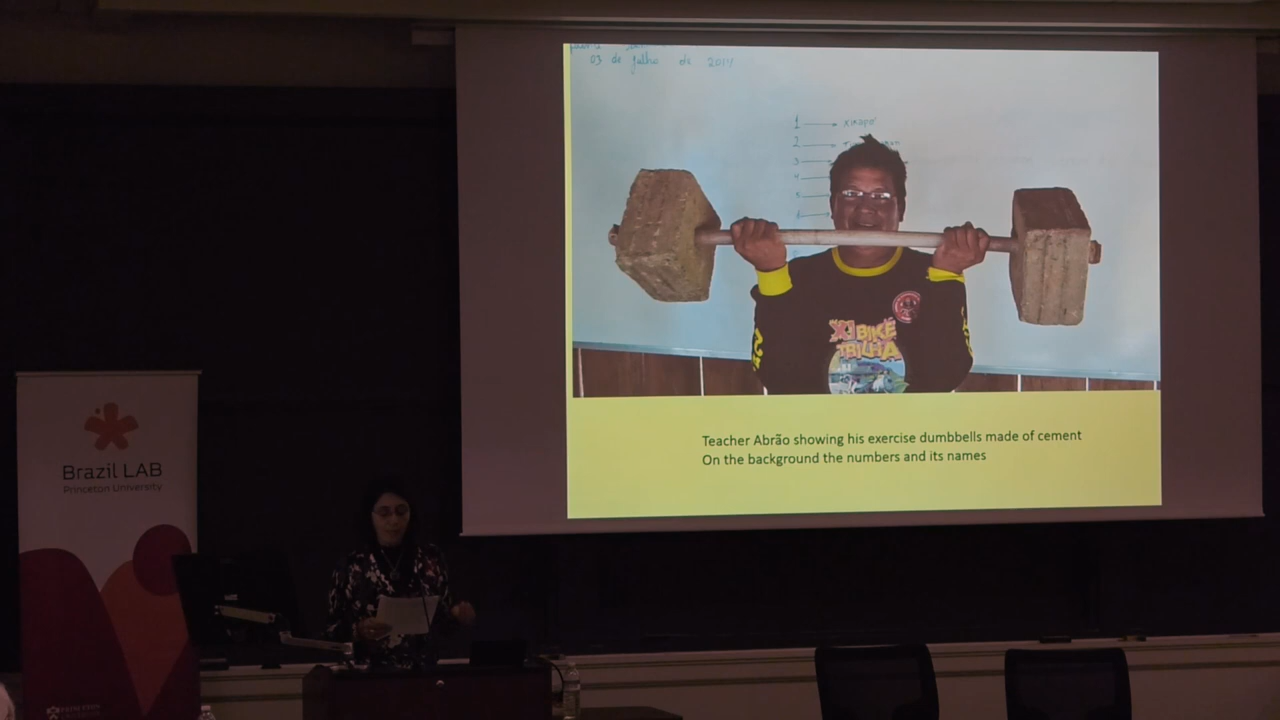 03 de Julho de 2014
1
2
3
4
5
XI BIKE
TRILHA
Teacher Abrão showing his exercise dumbbells made of cement
On the background the numbers and its names
Brazil LAB
Princeton University